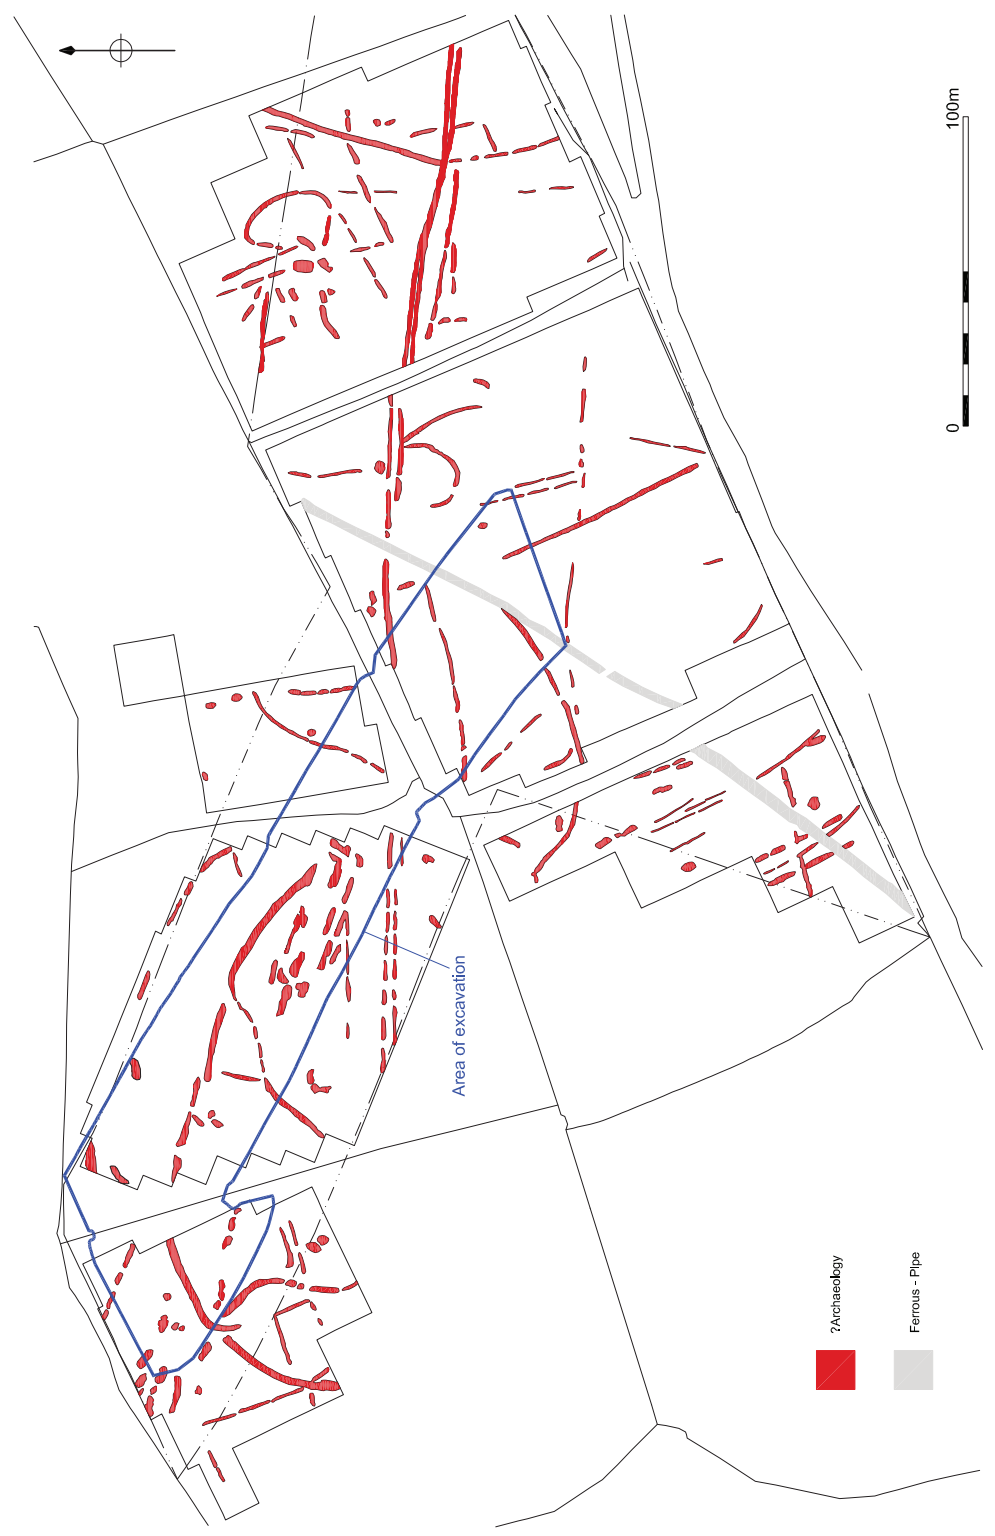 0
100m
Area of excavation
?Archaeology
Ferrous - Pipe